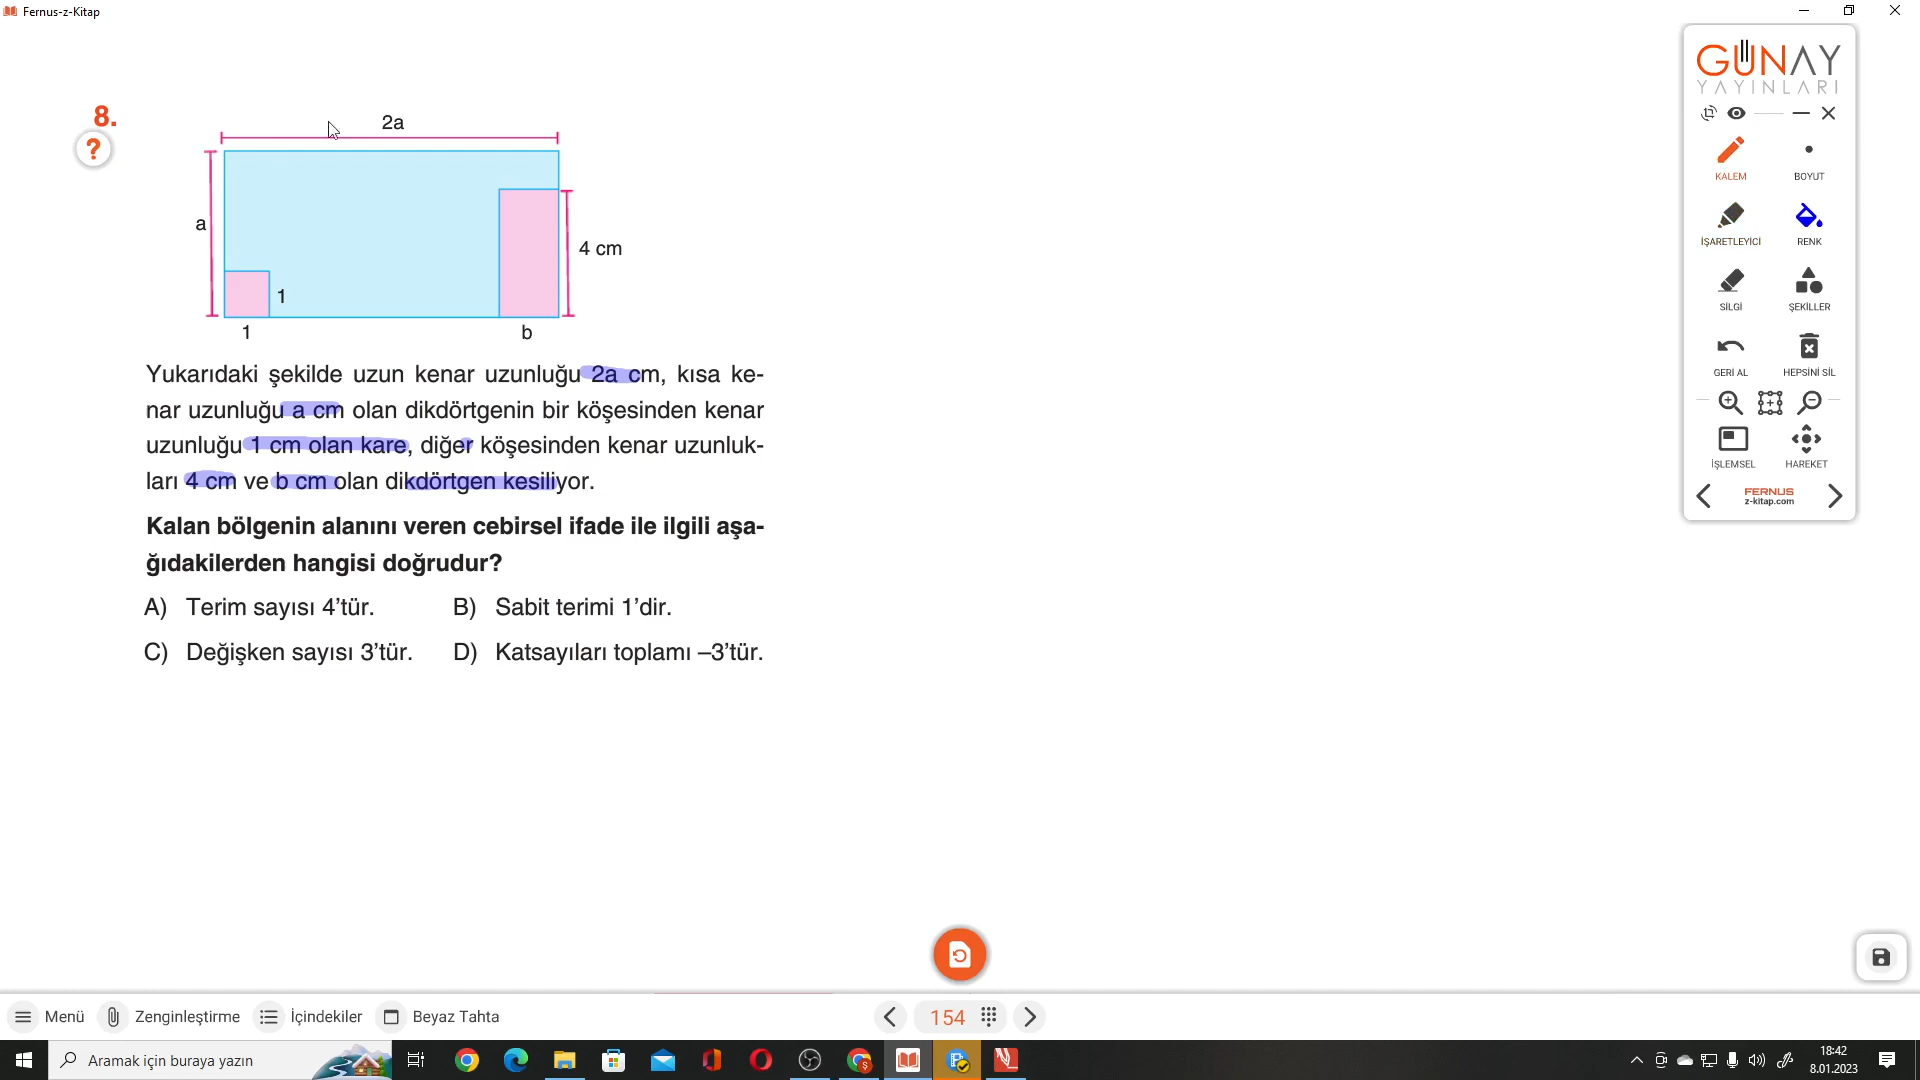 Fernus-z-Kitap
GÜNAY
YAYINLARI
8.
?
2a
a
4 cm
1
1
b
Yukarıdaki şekilde uzun kenar uzunluğu 2a cm, kısa ke-
nar uzunluğu a cm olan dikdörtgenin bir köşesinden kenar
uzunluğu 1 cm olan kare, diğer köşesinden kenar uzunluk-
ları 4 cm ve b cm olan dikdörtgen kesiliyor.
Kalan bölgenin alanını veren cebirsel ifade ile ilgili aşa-
ğıdakilerden hangisi doğrudur?
A) Terim sayısı 4’tür.
B) Sabit terimi 1’dir.
C) Değişken sayısı 3’tür.
D) Katsayıları toplamı –3’tür.
KALEM
BOYUT
İŞARETLEYİCİ
RENK
SİLGİ
ŞEKİLLER
GERİ AL
HEPSİNİ SİL
İŞLEMSEL
HAREKET
FERNUS
z-kitap.com
Menü
Zenginleştirme
İçindekiler
Beyaz Tahta
154
Aramak için buraya yazın
18:42
8.01.2023